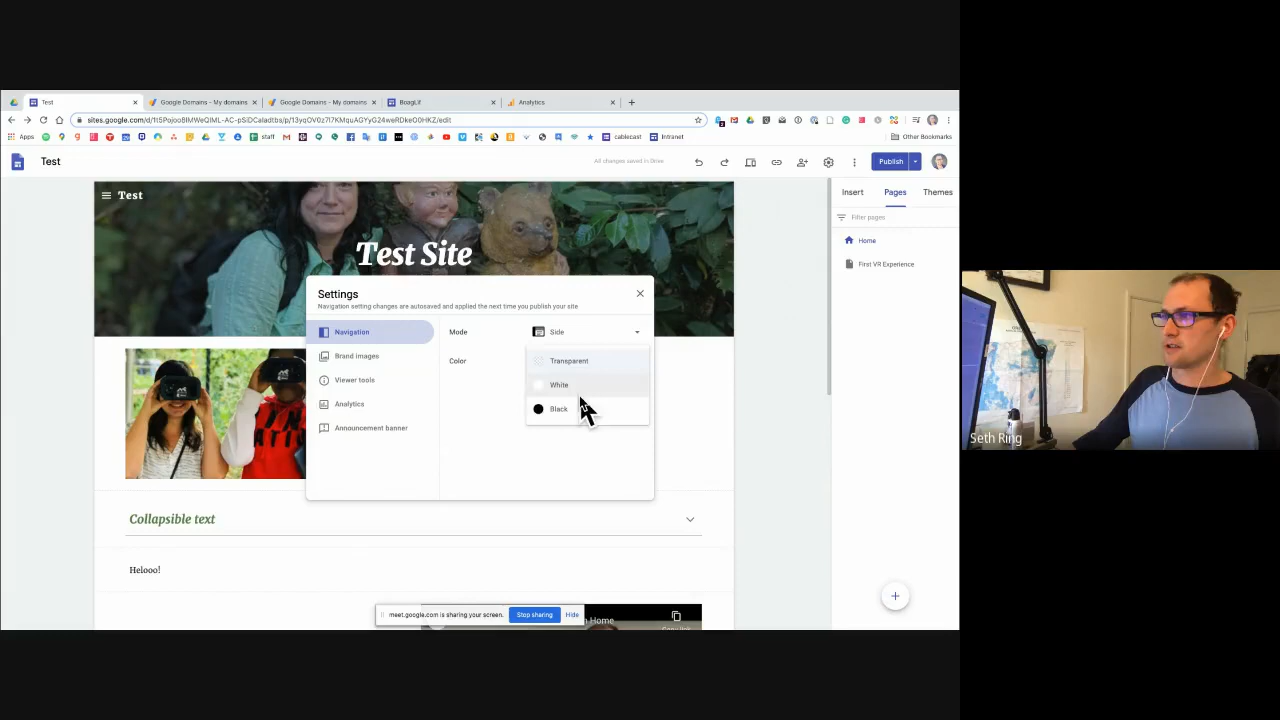 Test
Google Domains - My domains
Google Domains - My domains
BoagLif
Analytics
Apps
staff
cablecast
Intranet
Other Bookmarks
Test
All changes saved in Drive
Publish
Insert
Pages
Themes
Filter pages
Home
First VR Experience
Test
Test Site
Settings
Navigation setting changes are autosaved and applied the next time you publish your site
Navigation
Brand images
Viewer tools
Analytics
Announcement banner
Mode
Side
Color
Transparent
White
Black
Collapsible text
Helooo!
meet.google.com is sharing your screen.
Stop sharing
Hide
Home
Seth Ring